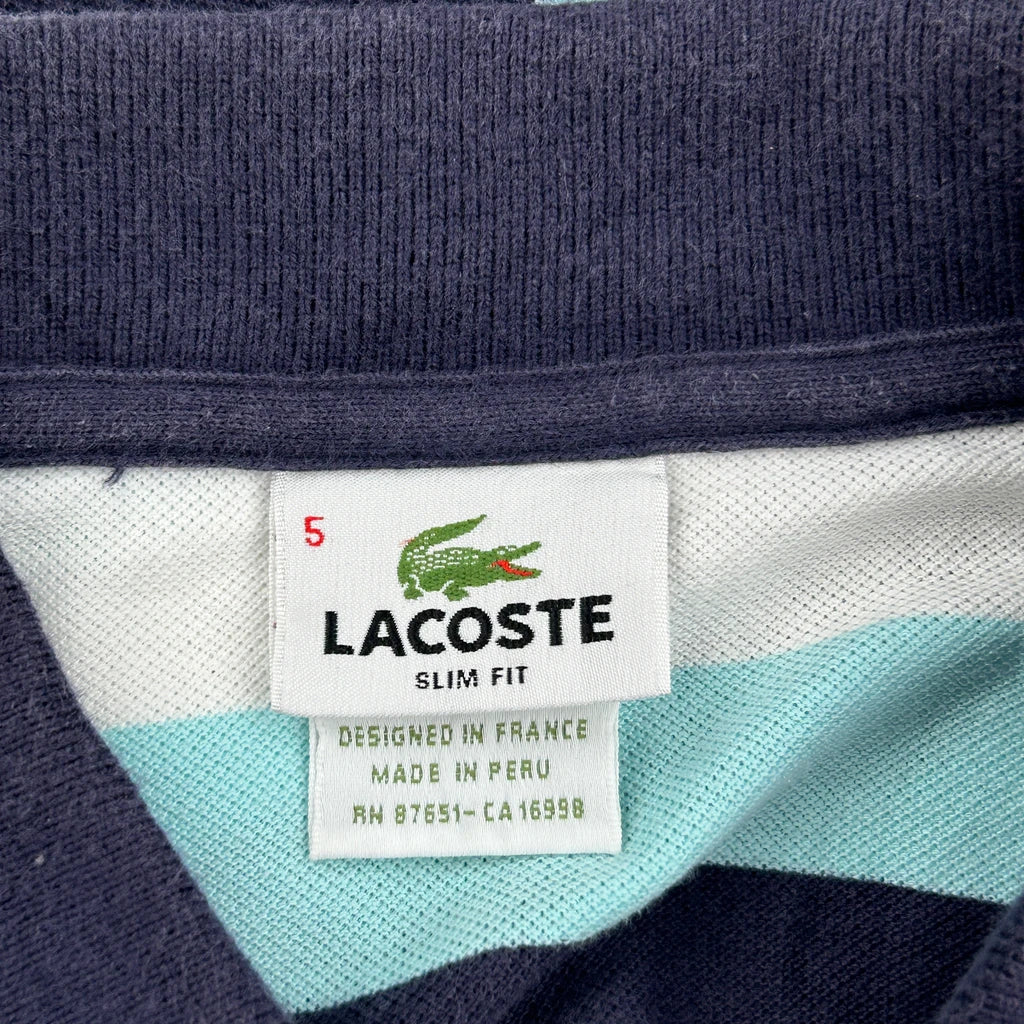 5
LACOSTE
SLIM FIT
DESIGNED IN FRANCE
MADE IN PERU
RN 87651-CA 16998